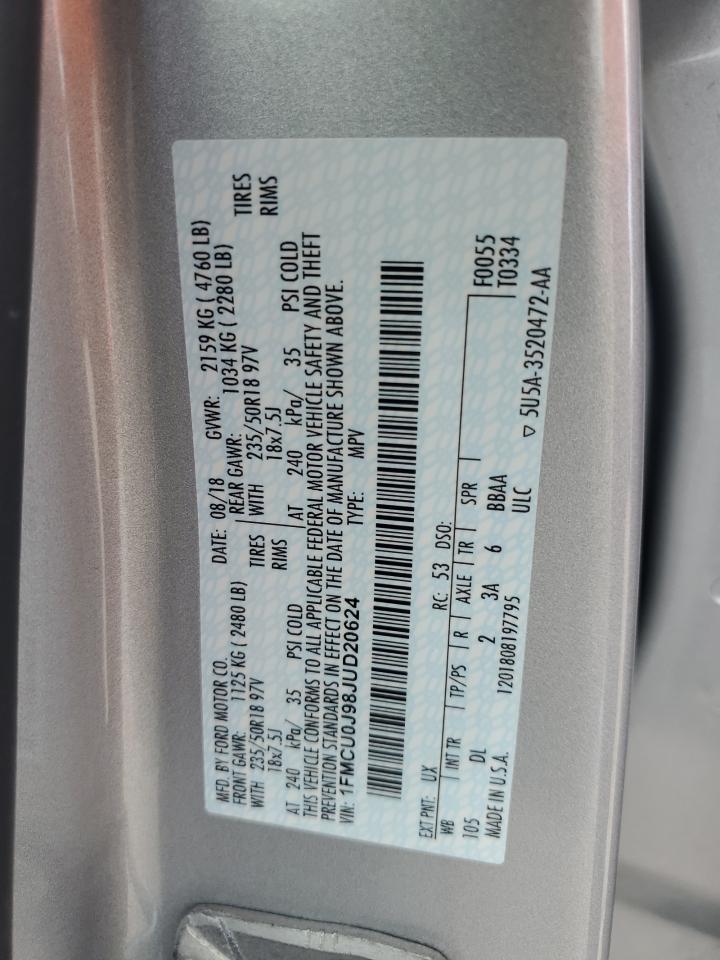 MFD. BY FORD MOTOR CO. DATE: 08/18 GVWR: 2159 KG ( 4760 LB)
FRONT GAWR: 1125 KG ( 2480 LB) REAR GAWR: 1034 KG ( 2280 LB)
WITH 235/50R18 97V TIRES WITH 235/50R18 97V TIRES
18x7.5J RIMS 18x7.5J RIMS
AT 240 kPa/ 35 PSI COLD AT 240 kPa/ 35 PSI COLD
THIS VEHICLE CONFORMS TO ALL APPLICABLE FEDERAL MOTOR VEHICLE SAFETY AND THEFT
PREVENTION STANDARDS IN EFFECT ON THE DATE OF MANUFACTURE SHOWN ABOVE.
VIN: 1FMCU0J98JUD20624 TYPE: MPV
EXT PNT: UX RC: 53 DSO:
WB INT TR TP/PS R AXLE TR SPR F0055
105 DL 2 3A 6 BBAA T0334
MADE IN U.S.A. 1201808197795 ULC
▽ 5U5A-3520472-AA